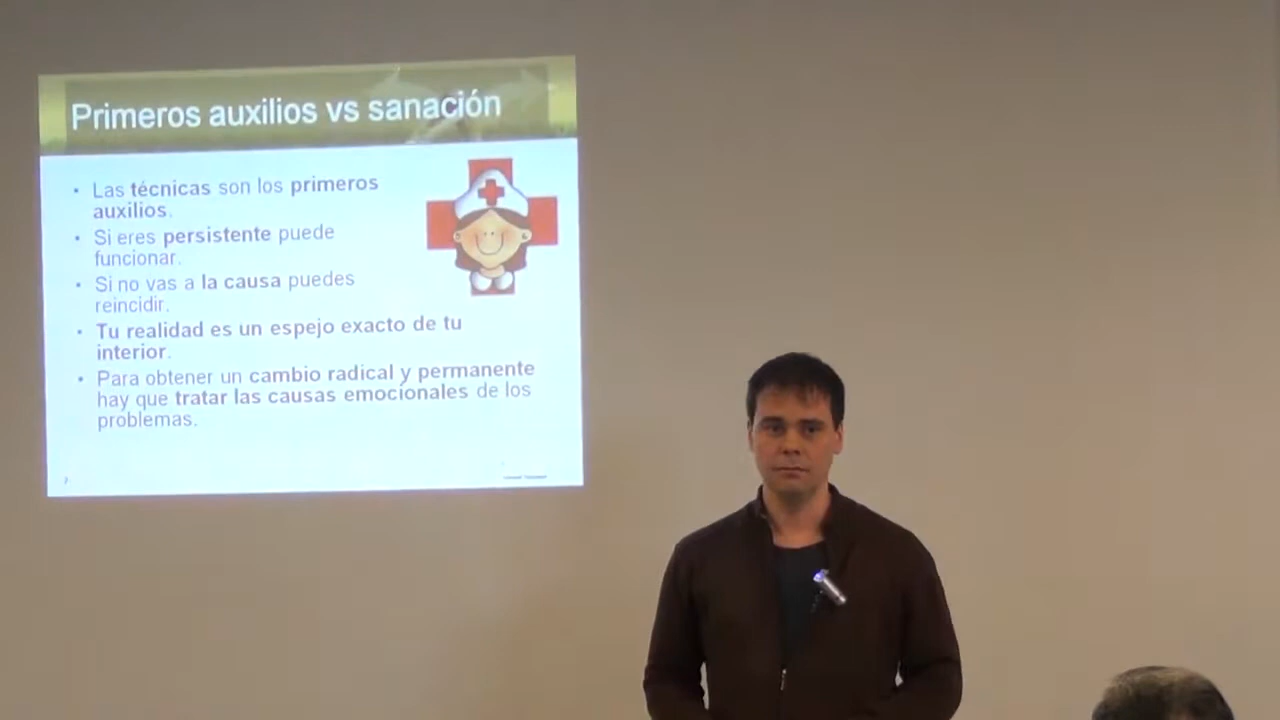 Primeros auxilios vs sanación
• Las técnicas son los primeros
auxilios.
• Si eres persistente puede
funcionar.
• Si no vas a la causa puedes
reincidir.
• Tu realidad es un espejo exacto de tu
interior.
• Para obtener un cambio radical y permanente
hay que tratar las causas emocionales de los
problemas.